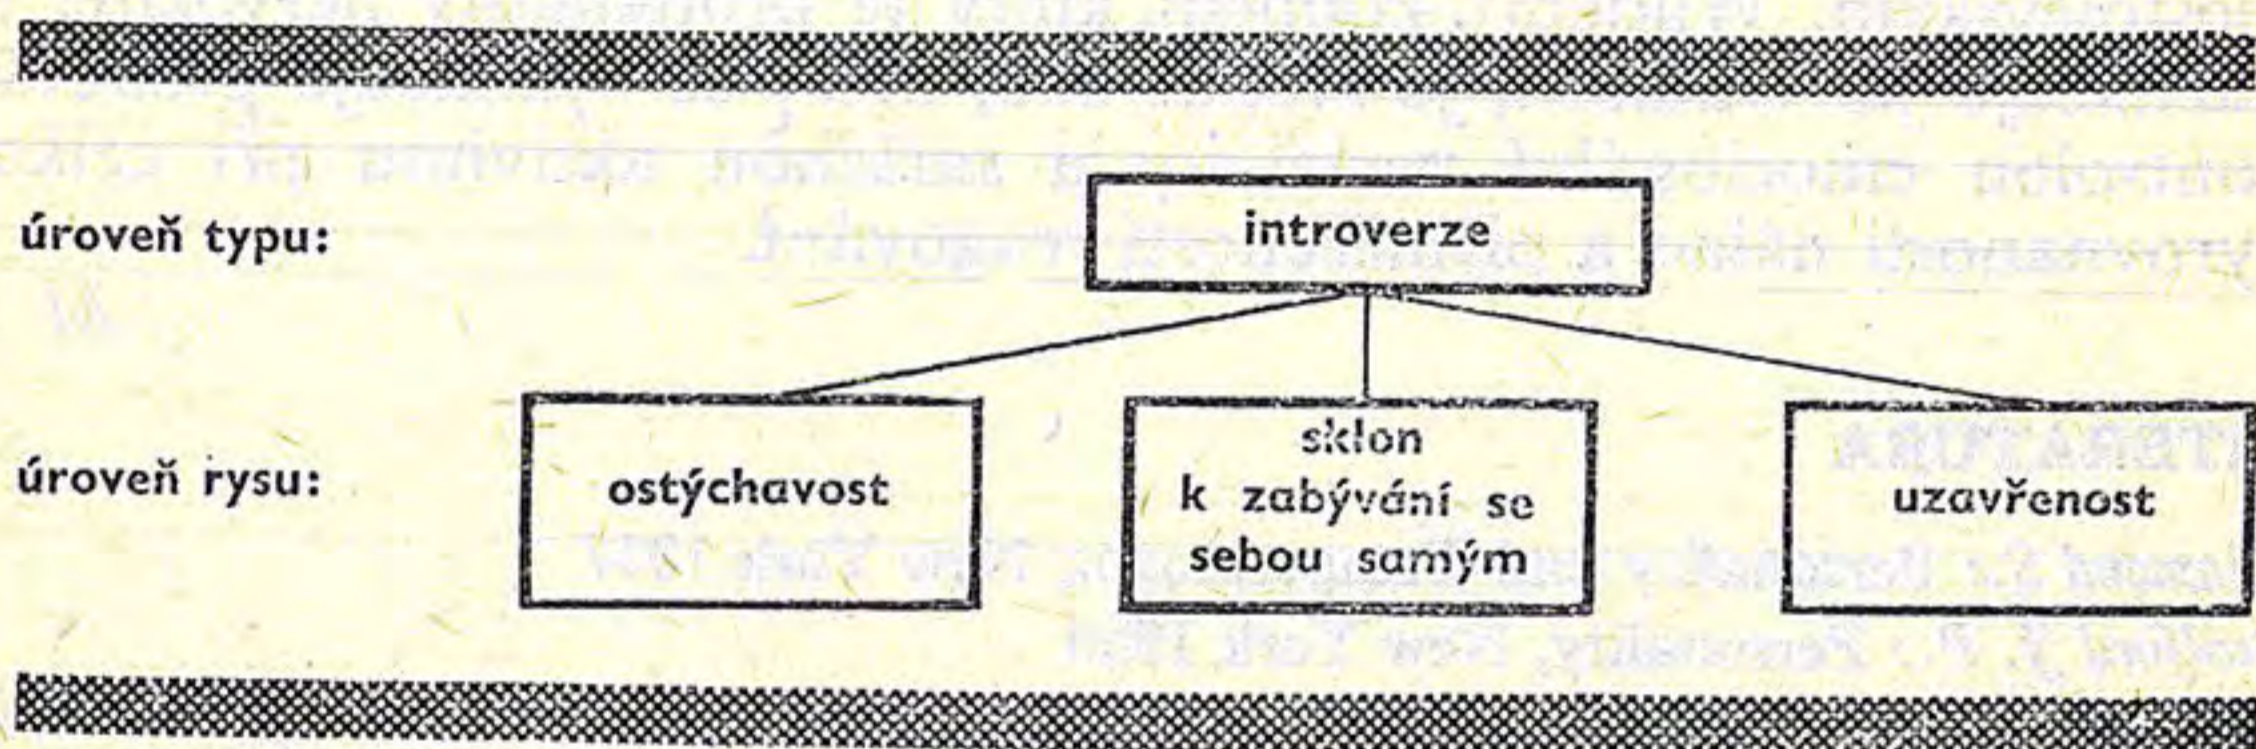 úroveň typu:
introverze
úroveň rysu:
ostýchavost
sklon
k zabývání se
sebou samým
uzavřenost